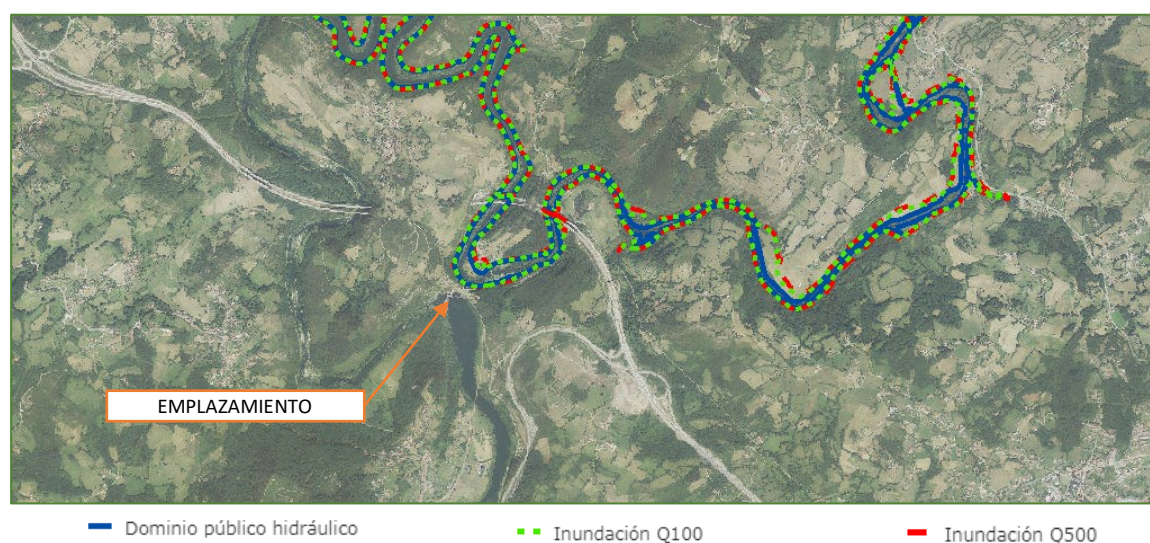 EMPLAZAMIENTO
Dominio público hidráulico
Inundación Q100
Inundación Q500